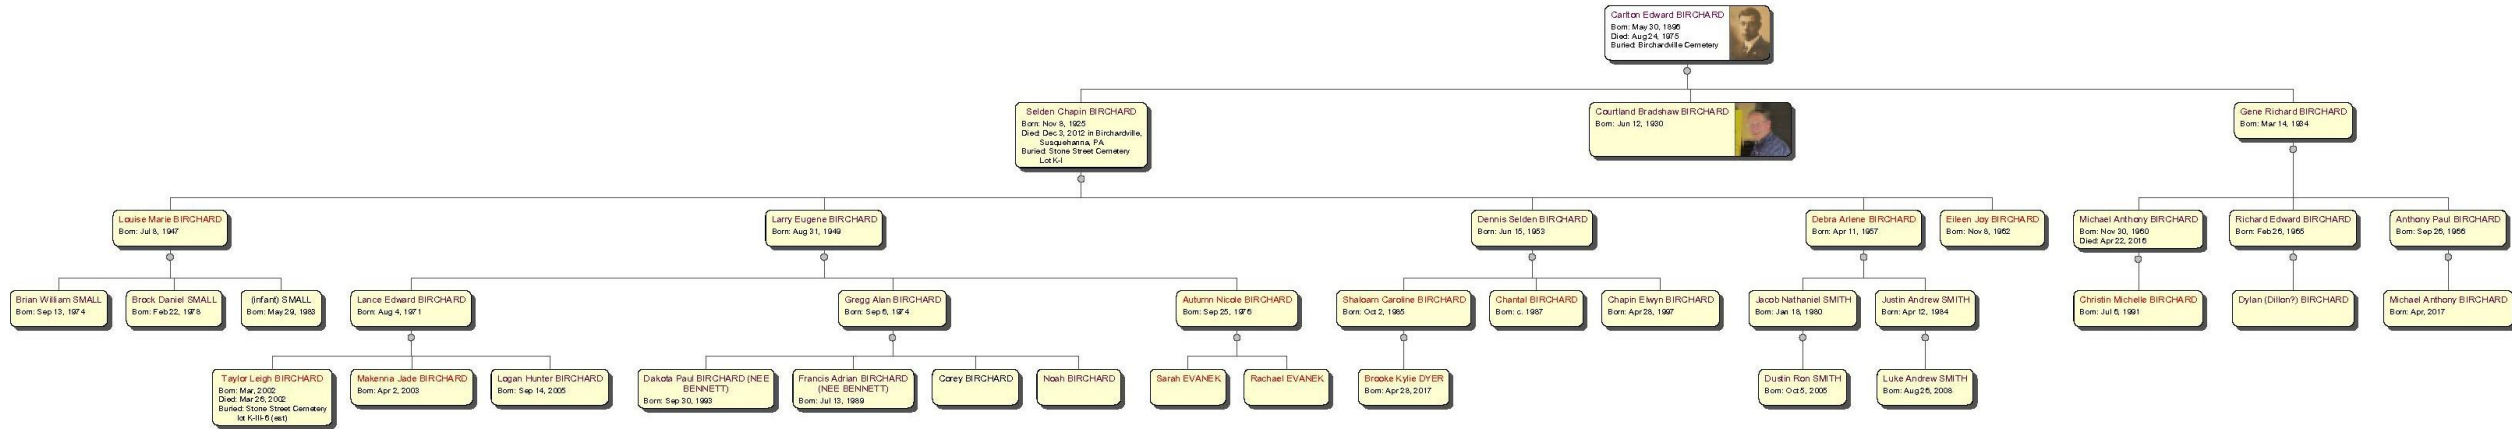 Carlton Edward BIRCHARD
Born: May 30, 1896
Died: Aug 24, 1975
Buried: Birchardville Cemetery
Selden Chapin BIRCHARD
Born: Nov 8, 1925
Died: Dec 3, 2012 in Birchardville,
Susquehanna, PA
Buried: Stone Street Cemetery
Lot K-I
Courtland Bradshaw BIRCHARD
Born: Jun 12, 1930
Gene Richard BIRCHARD
Born: Mar 14, 1934
Louise Marie BIRCHARD
Born: Jul 8, 1947
Larry Eugene BIRCHARD
Born: Aug 31, 1949
Dennis Selden BIRCHARD
Born: Jun 15, 1953
Debra Arlene BIRCHARD
Born: Apr 11, 1957
Eileen Joy BIRCHARD
Born: Nov 8, 1962
Michael Anthony BIRCHARD
Born: Nov 30, 1960
Died: Apr 22, 2016
Richard Edward BIRCHARD
Born: Feb 26, 1965
Anthony Paul BIRCHARD
Born: Sep 26, 1966
Brian William SMALL
Born: Sep 13, 1974
Brock Daniel SMALL
Born: Feb 22, 1978
(infant) SMALL
Born: May 29, 1983
Lance Edward BIRCHARD
Born: Aug 4, 1971
Gregg Alan BIRCHARD
Born: Sep 6, 1974
Autumn Nicole BIRCHARD
Born: Sep 25, 1976
Shaloam Caroline BIRCHARD
Born: Oct 2, 1985
Chantal BIRCHARD
Born: c. 1987
Chapin Elwyn BIRCHARD
Born: Apr 28, 1997
Jacob Nathaniel SMITH
Born: Jan 18, 1980
Justin Andrew SMITH
Born: Apr 12, 1984
Christin Michelle BIRCHARD
Born: Jul 6, 1991
Dylan (Dillon?) BIRCHARD
Michael Anthony BIRCHARD
Born: Apr, 2017
Taylor Leigh BIRCHARD
Born: Mar, 2002
Died: Mar 26, 2002
Buried: Stone Street Cemetery
lot K-III-6 (est)
Makenna Jade BIRCHARD
Born: Apr 2, 2003
Logan Hunter BIRCHARD
Born: Sep 14, 2005
Dakota Paul BIRCHARD (NEE
BENNETT)
Born: Sep 30, 1993
Francis Adrian BIRCHARD
(NEE BENNETT)
Born: Jul 13, 1989
Corey BIRCHARD
Noah BIRCHARD
Sarah EVANEK
Rachael EVANEK
Brooke Kylie DYER
Born: Apr 28, 2017
Dustin Ron SMITH
Born: Oct 5, 2005
Luke Andrew SMITH
Born: Aug 26, 2008